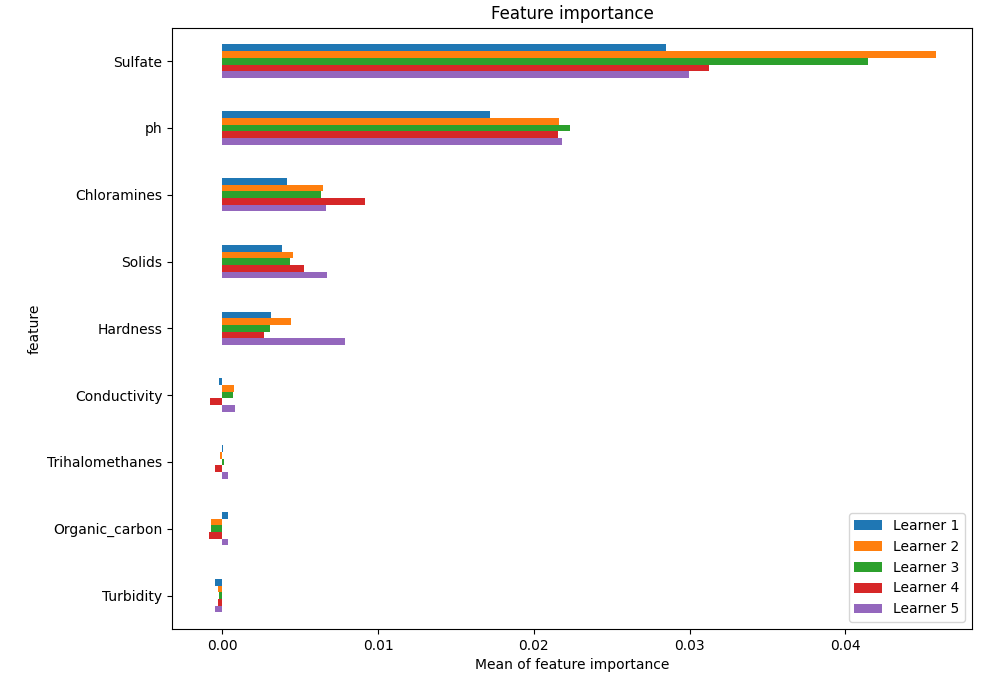 Feature importance
Sulfate
ph
Chloramines
Solids
Hardness
Conductivity
Trihalomethanes
Organic_carbon
Turbidity
feature
Learner 1
Learner 2
Learner 3
Learner 4
Learner 5
0.00 0.01 0.02 0.03 0.04
Mean of feature importance